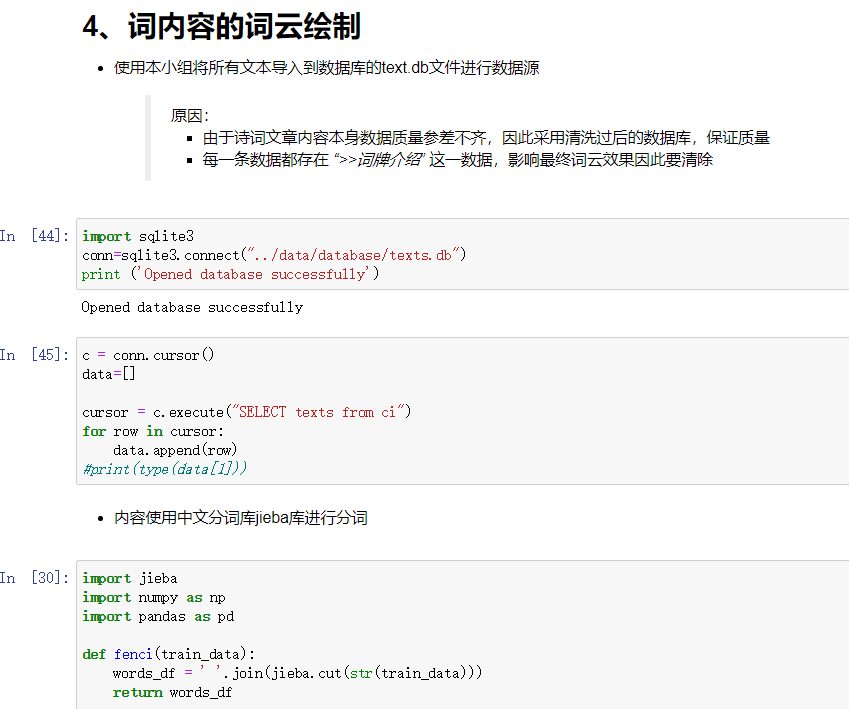 4、词内容的词云绘制
• 使用本小组将所有文本导入到数据库的text.db文件进行数据源
原因：
▪ 由于诗词文章内容本身数据质量参差不齐，因此采用清洗过后的数据库，保证质量
▪ 每一条数据都存在 “>>词牌介绍” 这一数据，影响最终词云效果因此要清除
In [44]: import sqlite3
conn=sqlite3.connect("../data/database/texts.db")
print ('Opened database successfully')
Opened database successfully
In [45]: c = conn.cursor()
data=[]
cursor = c.execute("SELECT texts from ci")
for row in cursor:
    data.append(row)
#print(type(data[1]))
• 内容使用中文分词库jieba库进行分词
In [30]: import jieba
import numpy as np
import pandas as pd
def fenci(train_data):
    words_df = ' '.join(jieba.cut(str(train_data)))
    return words_df